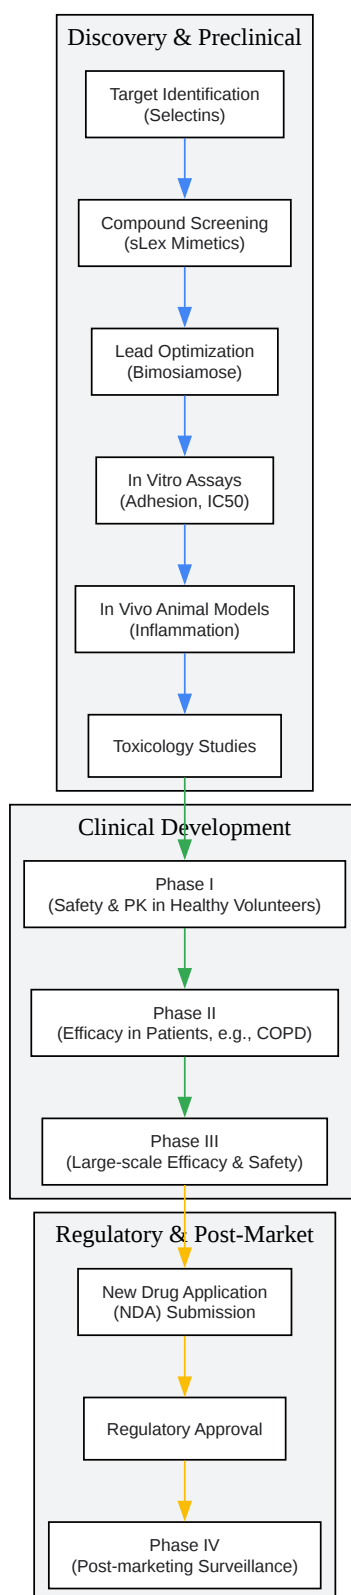 Discovery & Preclinical
Target Identification
(Selectins)
Compound Screening
(sLex Mimetics)
Lead Optimization
(Bimosiamose)
In Vitro Assays
(Adhesion, IC50)
In Vivo Animal Models
(Inflammation)
Toxicology Studies
Clinical Development
Phase I
(Safety & PK in Healthy Volunteers)
Phase II
(Efficacy in Patients, e.g., COPD)
Phase III
(Large-scale Efficacy & Safety)
Regulatory & Post-Market
New Drug Application
(NDA) Submission
Regulatory Approval
Phase IV
(Post-marketing Surveillance)